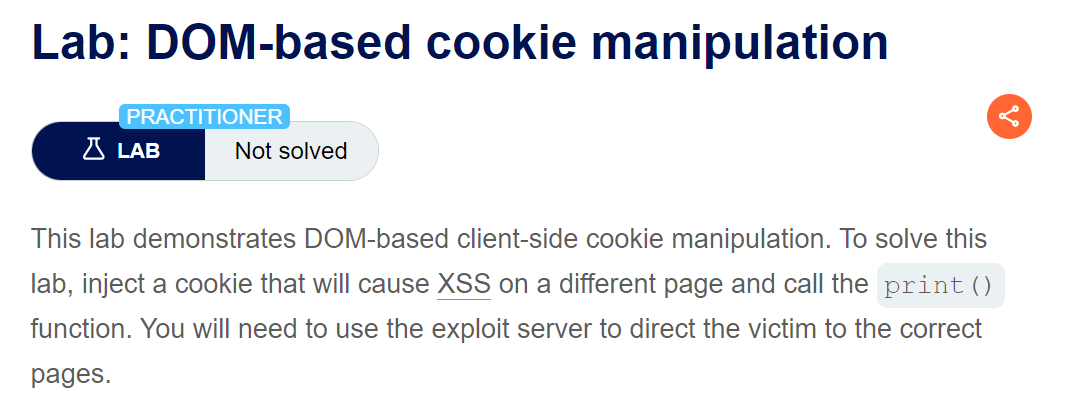 Lab: DOM-based cookie manipulation
PRACTITIONER
LAB
Not solved
This lab demonstrates DOM-based client-side cookie manipulation. To solve this
lab, inject a cookie that will cause XSS on a different page and call the print()
function. You will need to use the exploit server to direct the victim to the correct
pages.